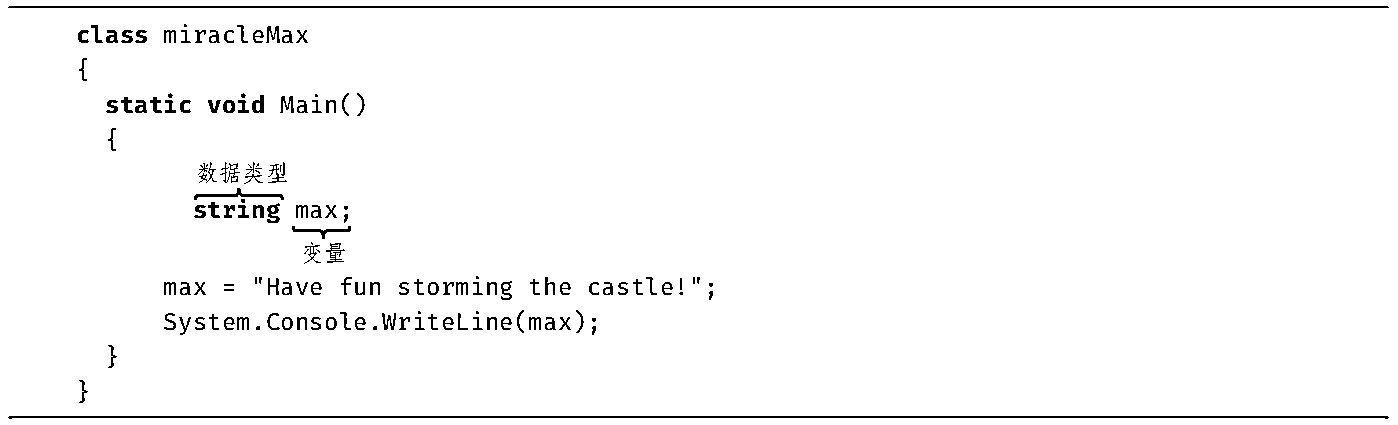 class miracleMax
{
static void Main()
{
数据类型
string max;
变量
max = "Have fun storming the castle!";
System.Console.WriteLine(max);
}
}